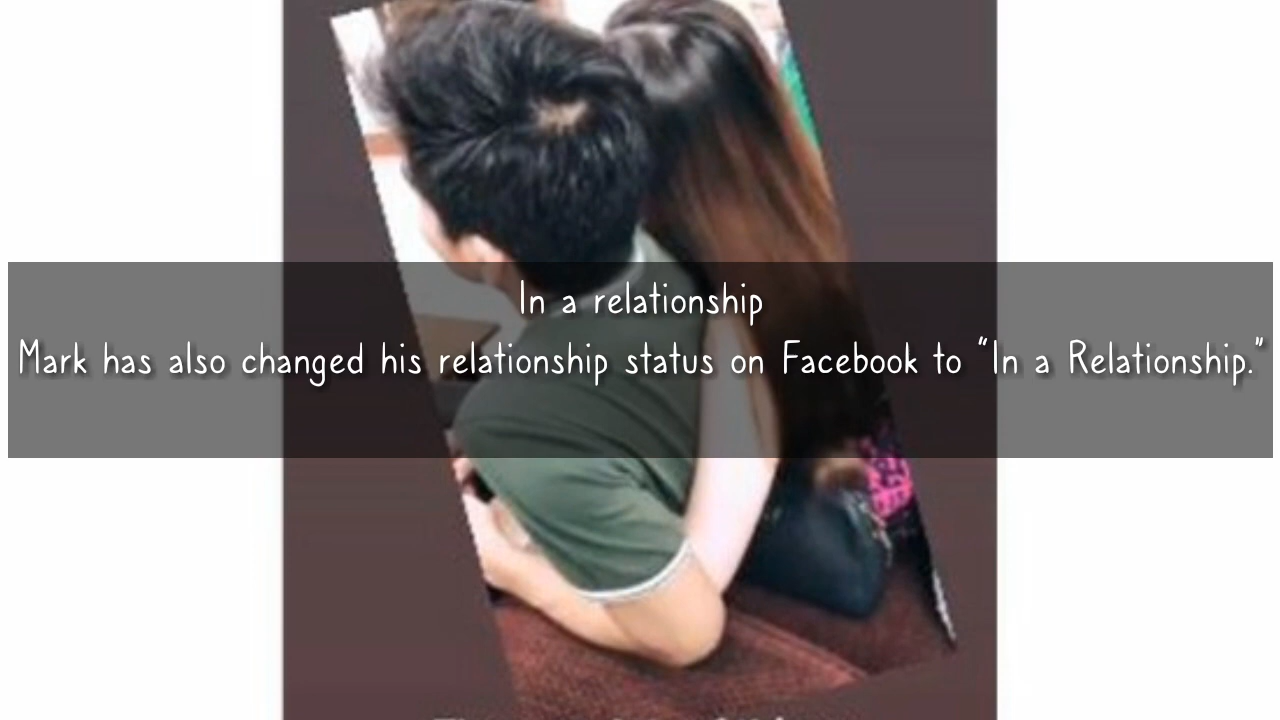 In a relationship
Mark has also changed his relationship status on Facebook to “In a Relationship.”